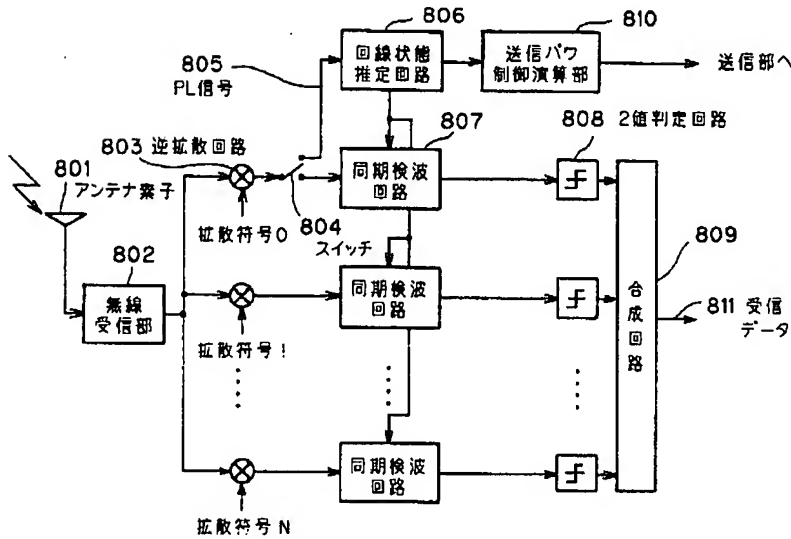 806
810
805
PL信号
回線状態
推定回路
送信パワ
制御演算部
送信部へ
807
808 2値判定回路
803 逆拡散回路
801
アンテナ素子
同期検波
回路
804
スイッチ
拡散符号0
802
809
無線
受信部
同期検波
回路
合成回路
811 受信
データ
拡散符号1
同期検波
回路
拡散符号N